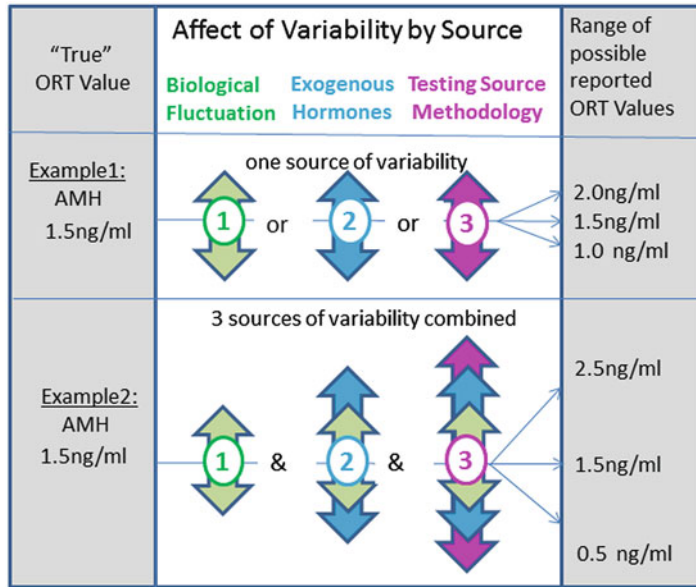 “True”
ORT Value
Affect of Variability by Source
Biological
Fluctuation
Exogenous
Hormones
Testing Source
Methodology
Range of
possible
reported
ORT Values
Example1:
AMH
1.5ng/ml
one source of variability
1 or 2 or 3
2.0ng/ml
1.5ng/ml
1.0 ng/ml
Example2:
AMH
1.5ng/ml
3 sources of variability combined
1 & 2 & 3
2.5ng/ml
1.5ng/ml
0.5 ng/ml